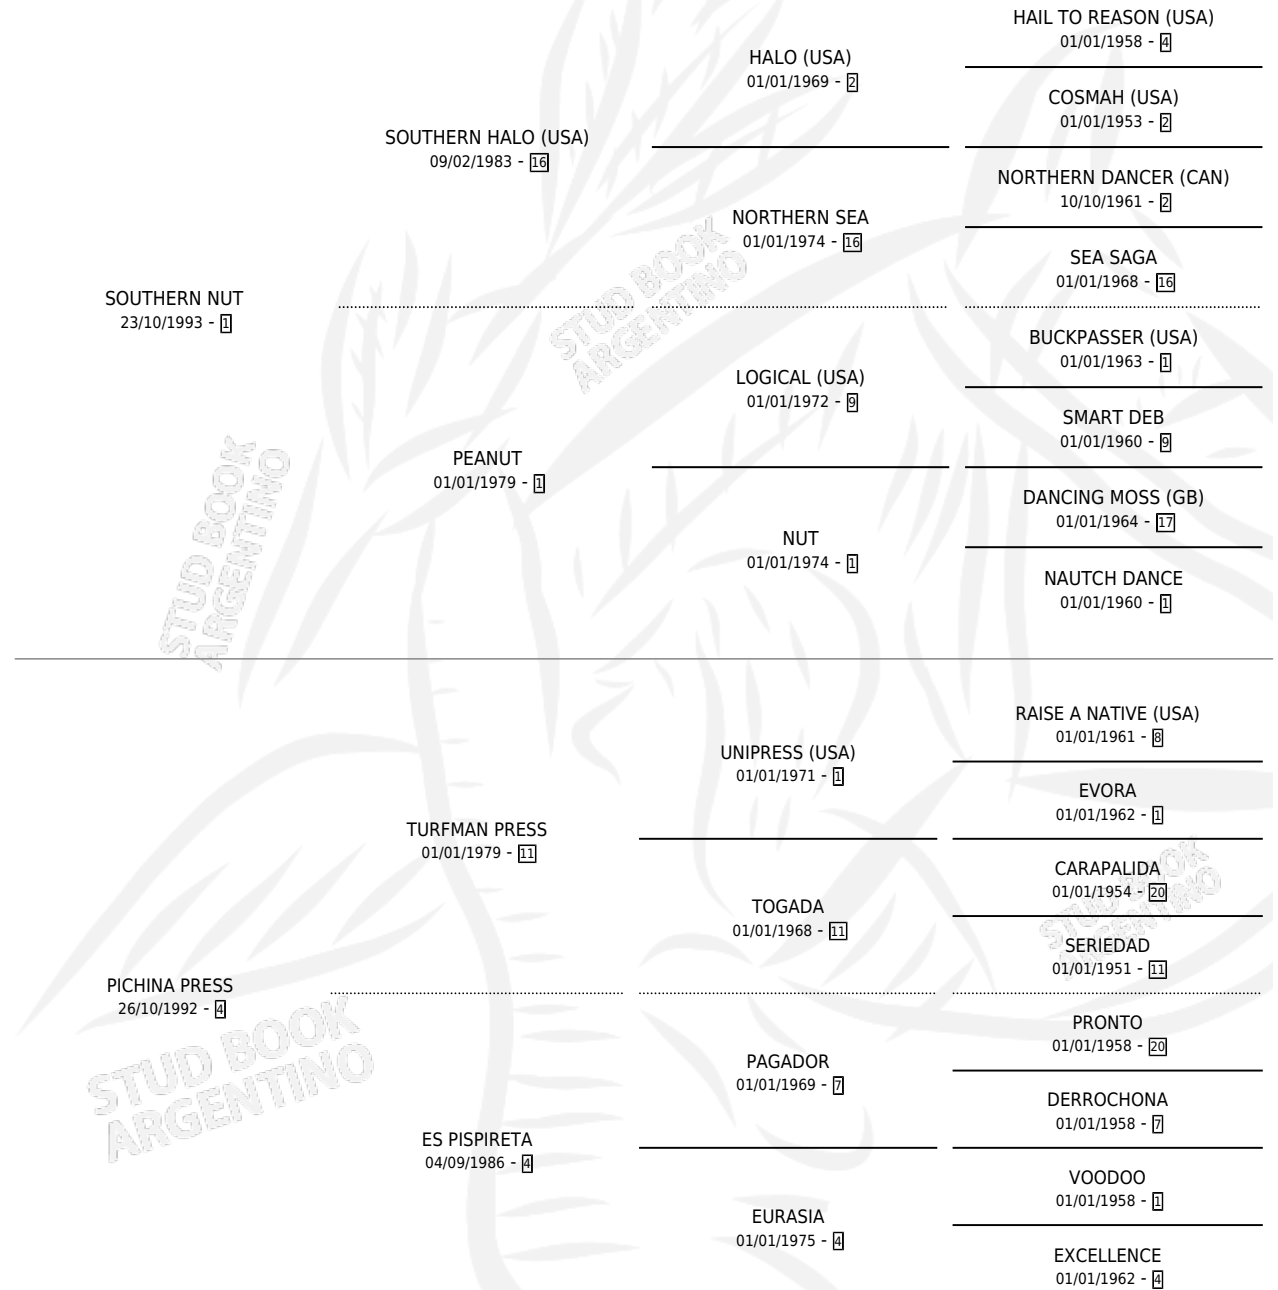 HAIL TO REASON (USA)
01/01/1958 - 4
HALO (USA)
01/01/1969 - 2
COSMAH (USA)
01/01/1953 - 2
SOUTHERN HALO (USA)
09/02/1983 - 16
NORTHERN DANCER (CAN)
10/10/1961 - 2
NORTHERN SEA
01/01/1974 - 16
SEA SAGA
01/01/1968 - 16
SOUTHERN NUT
23/10/1993 - 1
STUD BOOK
ARGENTINO
BUCKPASSER (USA)
01/01/1963 - 1
LOGICAL (USA)
01/01/1972 - 9
SMART DEB
01/01/1960 - 9
PEANUT
01/01/1979 - 1
DANCING MOSS (GB)
01/01/1964 - 17
NUT
01/01/1974 - 1
NAUTCH DANCE
01/01/1960 - 1
STUD BOOK
ARGENTINO
RAISE A NATIVE (USA)
01/01/1961 - 8
UNIPRESS (USA)
01/01/1971 - 1
EVORA
01/01/1962 - 1
TURFMAN PRESS
01/01/1979 - 11
CARAPALIDA
01/01/1954 - 20
TOGADA
01/01/1968 - 11
SERIEDAD
01/01/1951 - 11
STUD BOOK
ARGENTINO
PICHINA PRESS
26/10/1992 - 4
PRONTO
01/01/1958 - 20
PAGADOR
01/01/1969 - 7
DERROCHONA
01/01/1958 - 7
STUD BOOK
ARGENTINO
ES PISPIRETA
04/09/1986 - 4
VOODOO
01/01/1958 - 1
EURASIA
01/01/1975 - 4
EXCELLENCE
01/01/1962 - 4